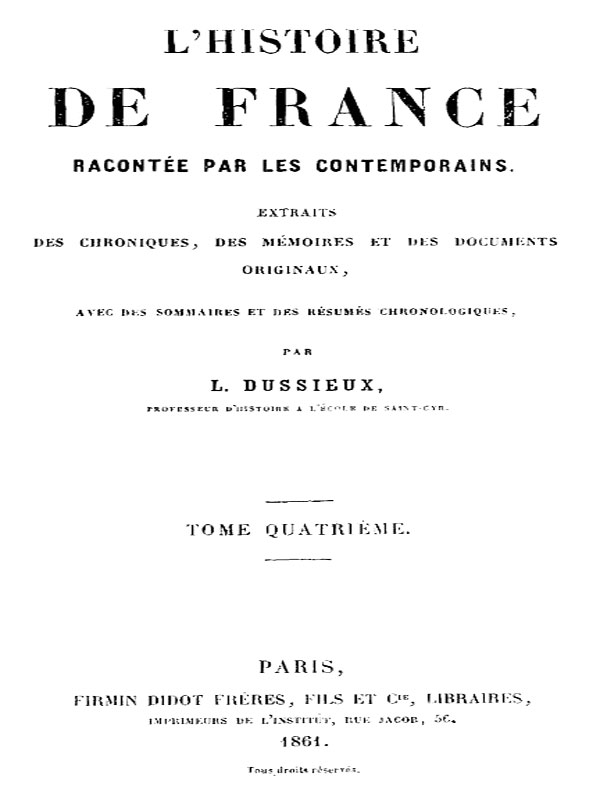 L'HISTOIRE
DE FRANCE
RACONTÉE PAR LES CONTEMPORAINS.
EXTRAITS
DES CHRONIQUES, DES MÉMOIRES ET DES DOCUMENTS
ORIGINAUX,
AVEC DES SOMMAIRES ET DES RÉSUMÉS CHRONOLOGIQUES,
PAR
L. DUSSIEUX,
PROFESSEUR D'HISTOIRE A L'ÉCOLE DE SAINT-CYR.
TOME QUATRIÈME.
PARIS,
FIRMIN DIDOT FRÈRES, FILS ET Cie, LIBRAIRES,
IMPRIMEURS DE L'INSTITUT, RUE JACOB, 56.
1861.
Tous droits réservés.